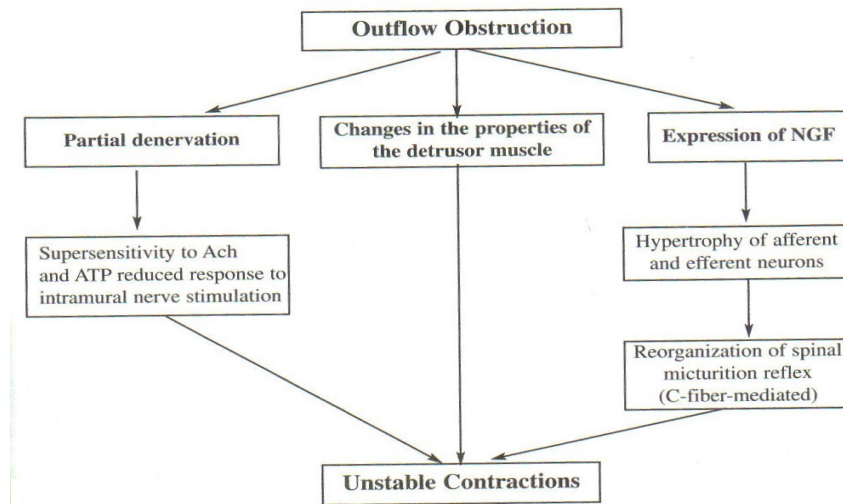 Outflow Obstruction
Partial denervation
Changes in the properties of
the detrusor muscle
Expression of NGF
Supersensitivity to Ach
and ATP reduced response to
intramural nerve stimulation
Hypertrophy of afferent
and efferent neurons
Reorganization of spinal
micturition reflex
(C-fiber-mediated)
Unstable Contractions